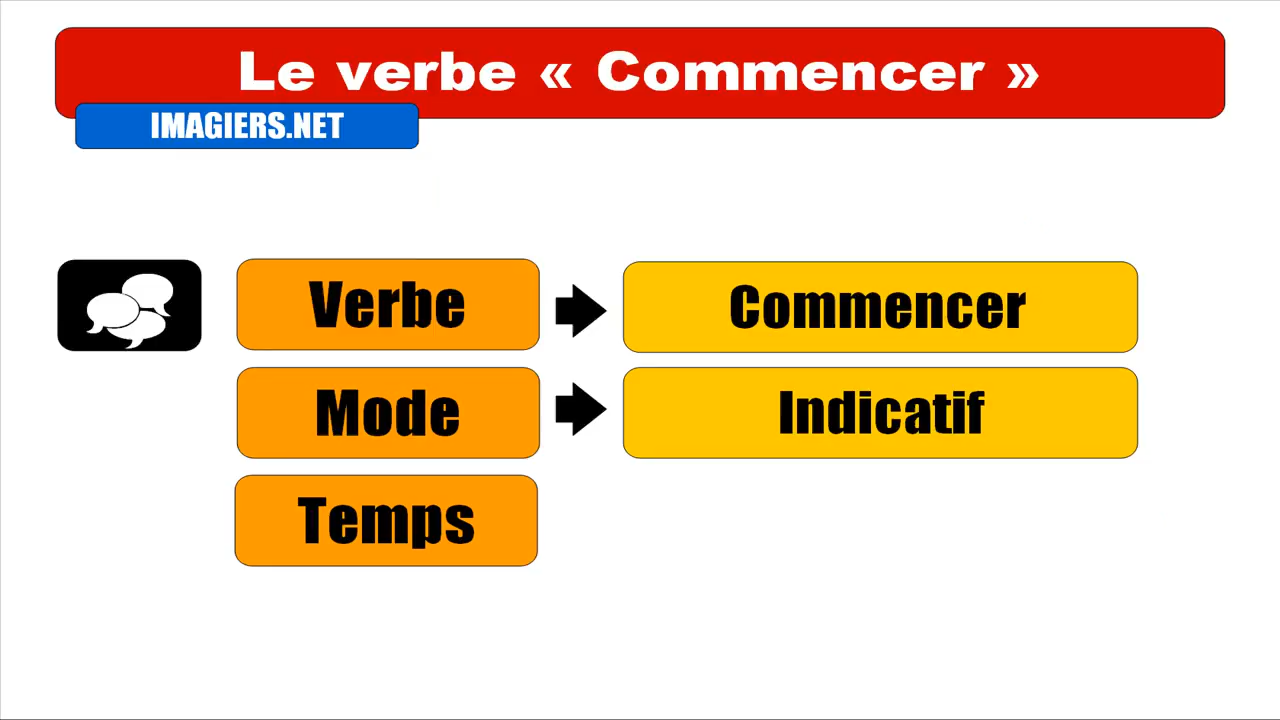 Le verbe « Commencer »
IMAGIERS.NET
Verbe
Commencer
Mode
Indicatif
Temps